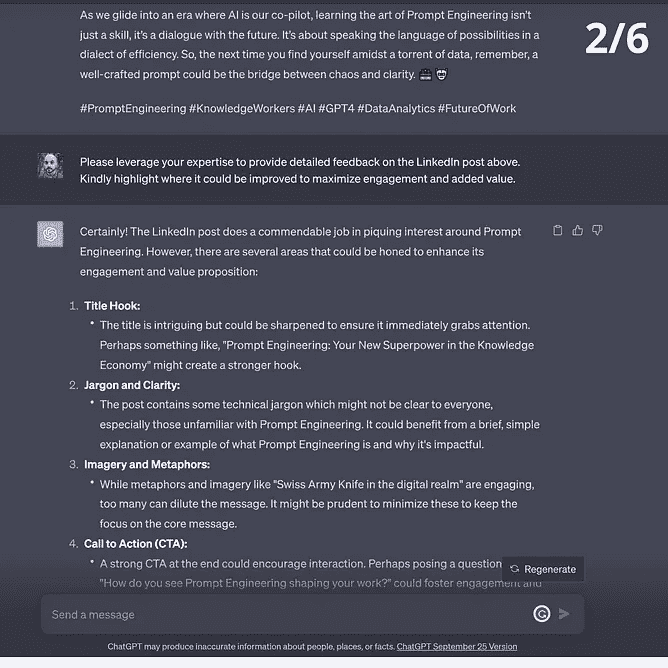 As we glide into an era where AI is our co-pilot, learning the art of Prompt Engineering isn't
2/6
just a skill, it's a dialogue with the future. It's about speaking the language of possibilities in a
dialect of efficiency. So, the next time you find yourself amidst a torrent of data, remember, a
well-crafted prompt could be the bridge between chaos and clarity.
#PromptEngineering #KnowledgeWorkers #AI #GPT4 #DataAnalytics #FutureOfWork
Please leverage your expertise to provide detailed feedback on the LinkedIn post above.
Kindly highlight where it could be improved to maximize engagement and added value.
Certainly! The LinkedIn post does a commendable job in piquing interest around Prompt
Engineering. However, there are several areas that could be honed to enhance its
engagement and value proposition:
1. Title Hook:
• The title is intriguing but could be sharpened to ensure it immediately grabs attention.
Perhaps something like, "Prompt Engineering: Your New Superpower in the Knowledge
Economy" might create a stronger hook.
2. Jargon and Clarity:
• The post contains some technical jargon which might not be clear to everyone,
especially those unfamiliar with Prompt Engineering. It could benefit from a brief, simple
explanation or example of what Prompt Engineering is and why it's impactful.
3. Imagery and Metaphors:
• While metaphors and imagery like "Swiss Army Knife in the digital realm" are engaging,
too many can dilute the message. It might be prudent to minimize these to keep the
focus on the core message.
4. Call to Action (CTA):
• A strong CTA at the end could encourage interaction. Perhaps posing a question
Regenerate
"How do you see Prompt Engineering shaping your work?" could foster engagement and
Send a message
ChatGPT may produce inaccurate information about people, places, or facts. ChatGPT September 25 Version